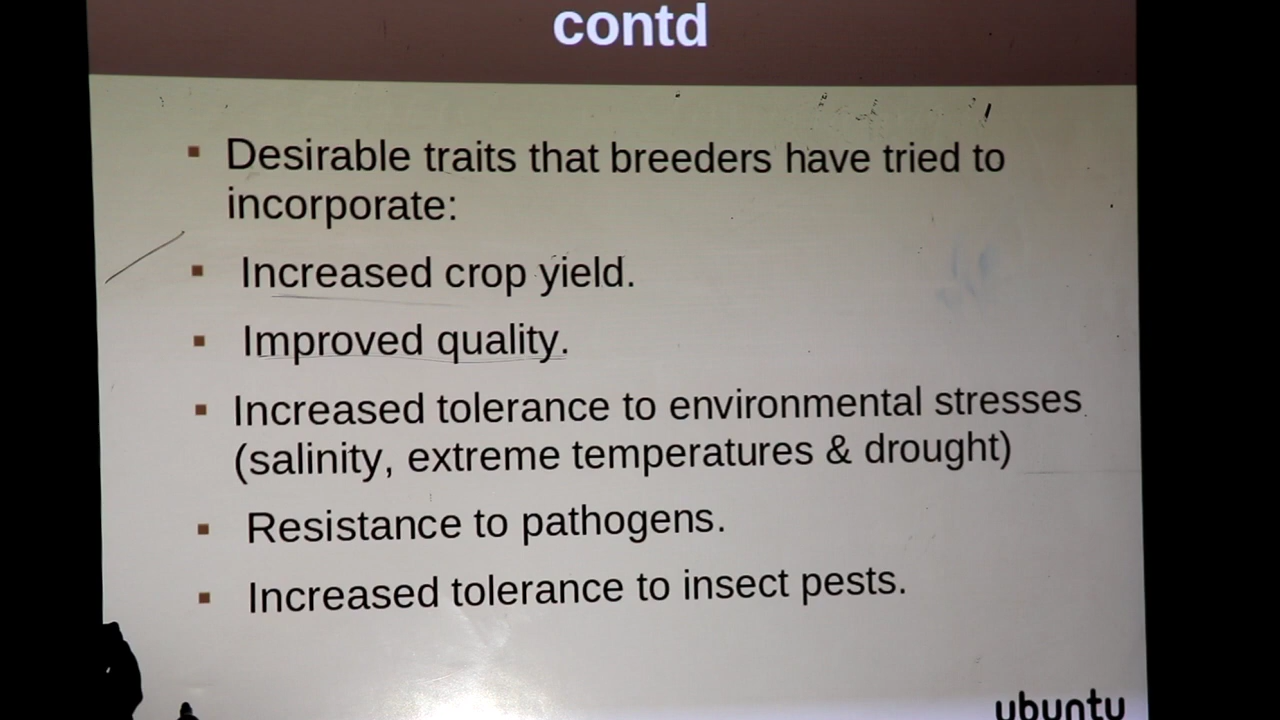 contd
▪ Desirable traits that breeders have tried to
incorporate:
▪ Increased crop yield.
▪ Improved quality.
▪ Increased tolerance to environmental stresses
(salinity, extreme temperatures & drought)
▪ Resistance to pathogens.
▪ Increased tolerance to insect pests.
ubuntu